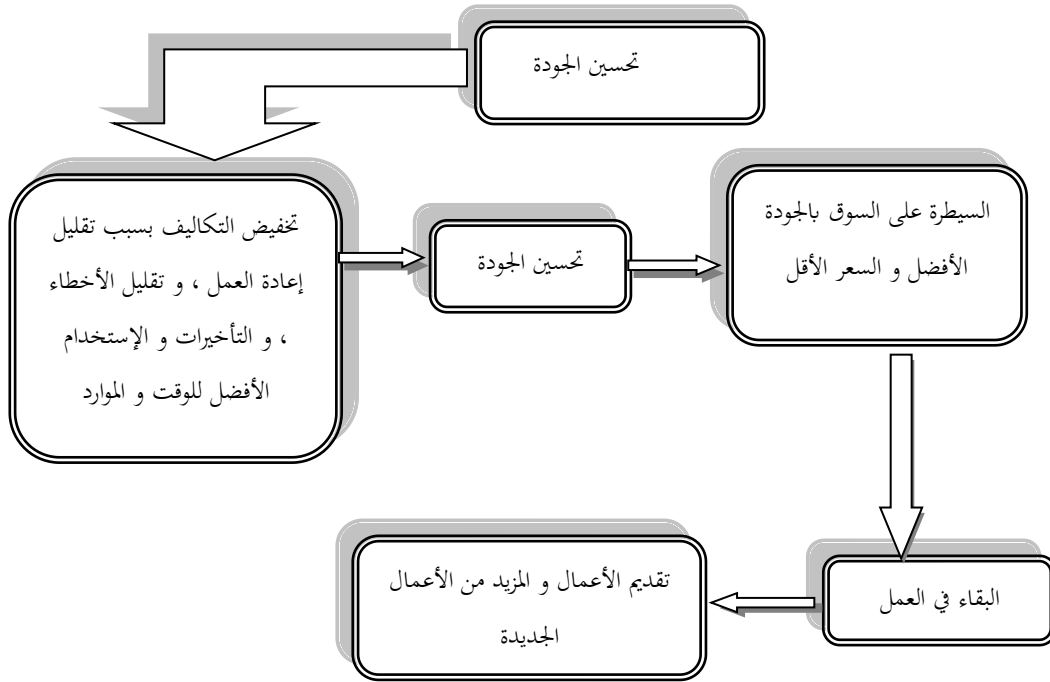 تحسين الجودة
تخفيض التكاليف بسبب تقليل
إعادة العمل ، و تقليل الأخطاء
، و التأخيرات و الإستخدام
الأفضل للوقت و الموارد
تحسين الجودة
السيطرة على السوق بالجودة
الأفضل و السعر الأقل
البقاء في العمل
تقديم الأعمال و المزيد من الأعمال
الجديدة